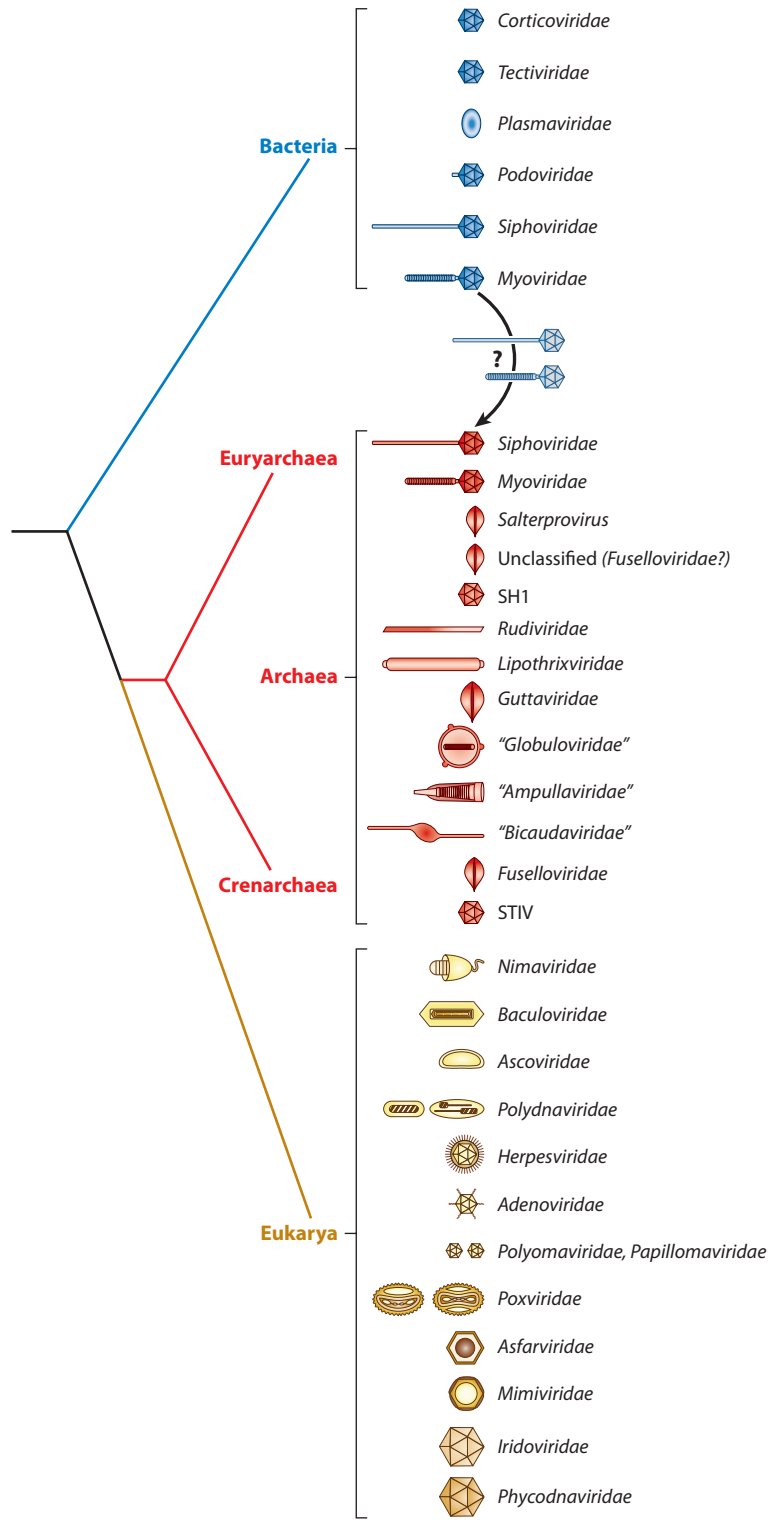 Corticoviridae
Tectiviridae
Plasmaviridae
Bacteria
Podoviridae
Siphoviridae
Myoviridae
?
Siphoviridae
Euryarchaea
Myoviridae
Salterprovirus
Unclassified (Fuselloviridae?)
SH1
Rudiviridae
Lipothrixviridae
Archaea
Guttaviridae
“Globuloviridae”
“Ampullaviridae”
“Bicaudaviridae”
Fuselloviridae
Crenarchaea
STIV
Nimaviridae
Baculoviridae
Ascoviridae
Polydnaviridae
Herpesviridae
Adenoviridae
Eukarya
Polyomaviridae, Papillomaviridae
Poxviridae
Asfarviridae
Mimiviridae
Iridoviridae
Phycodnaviridae